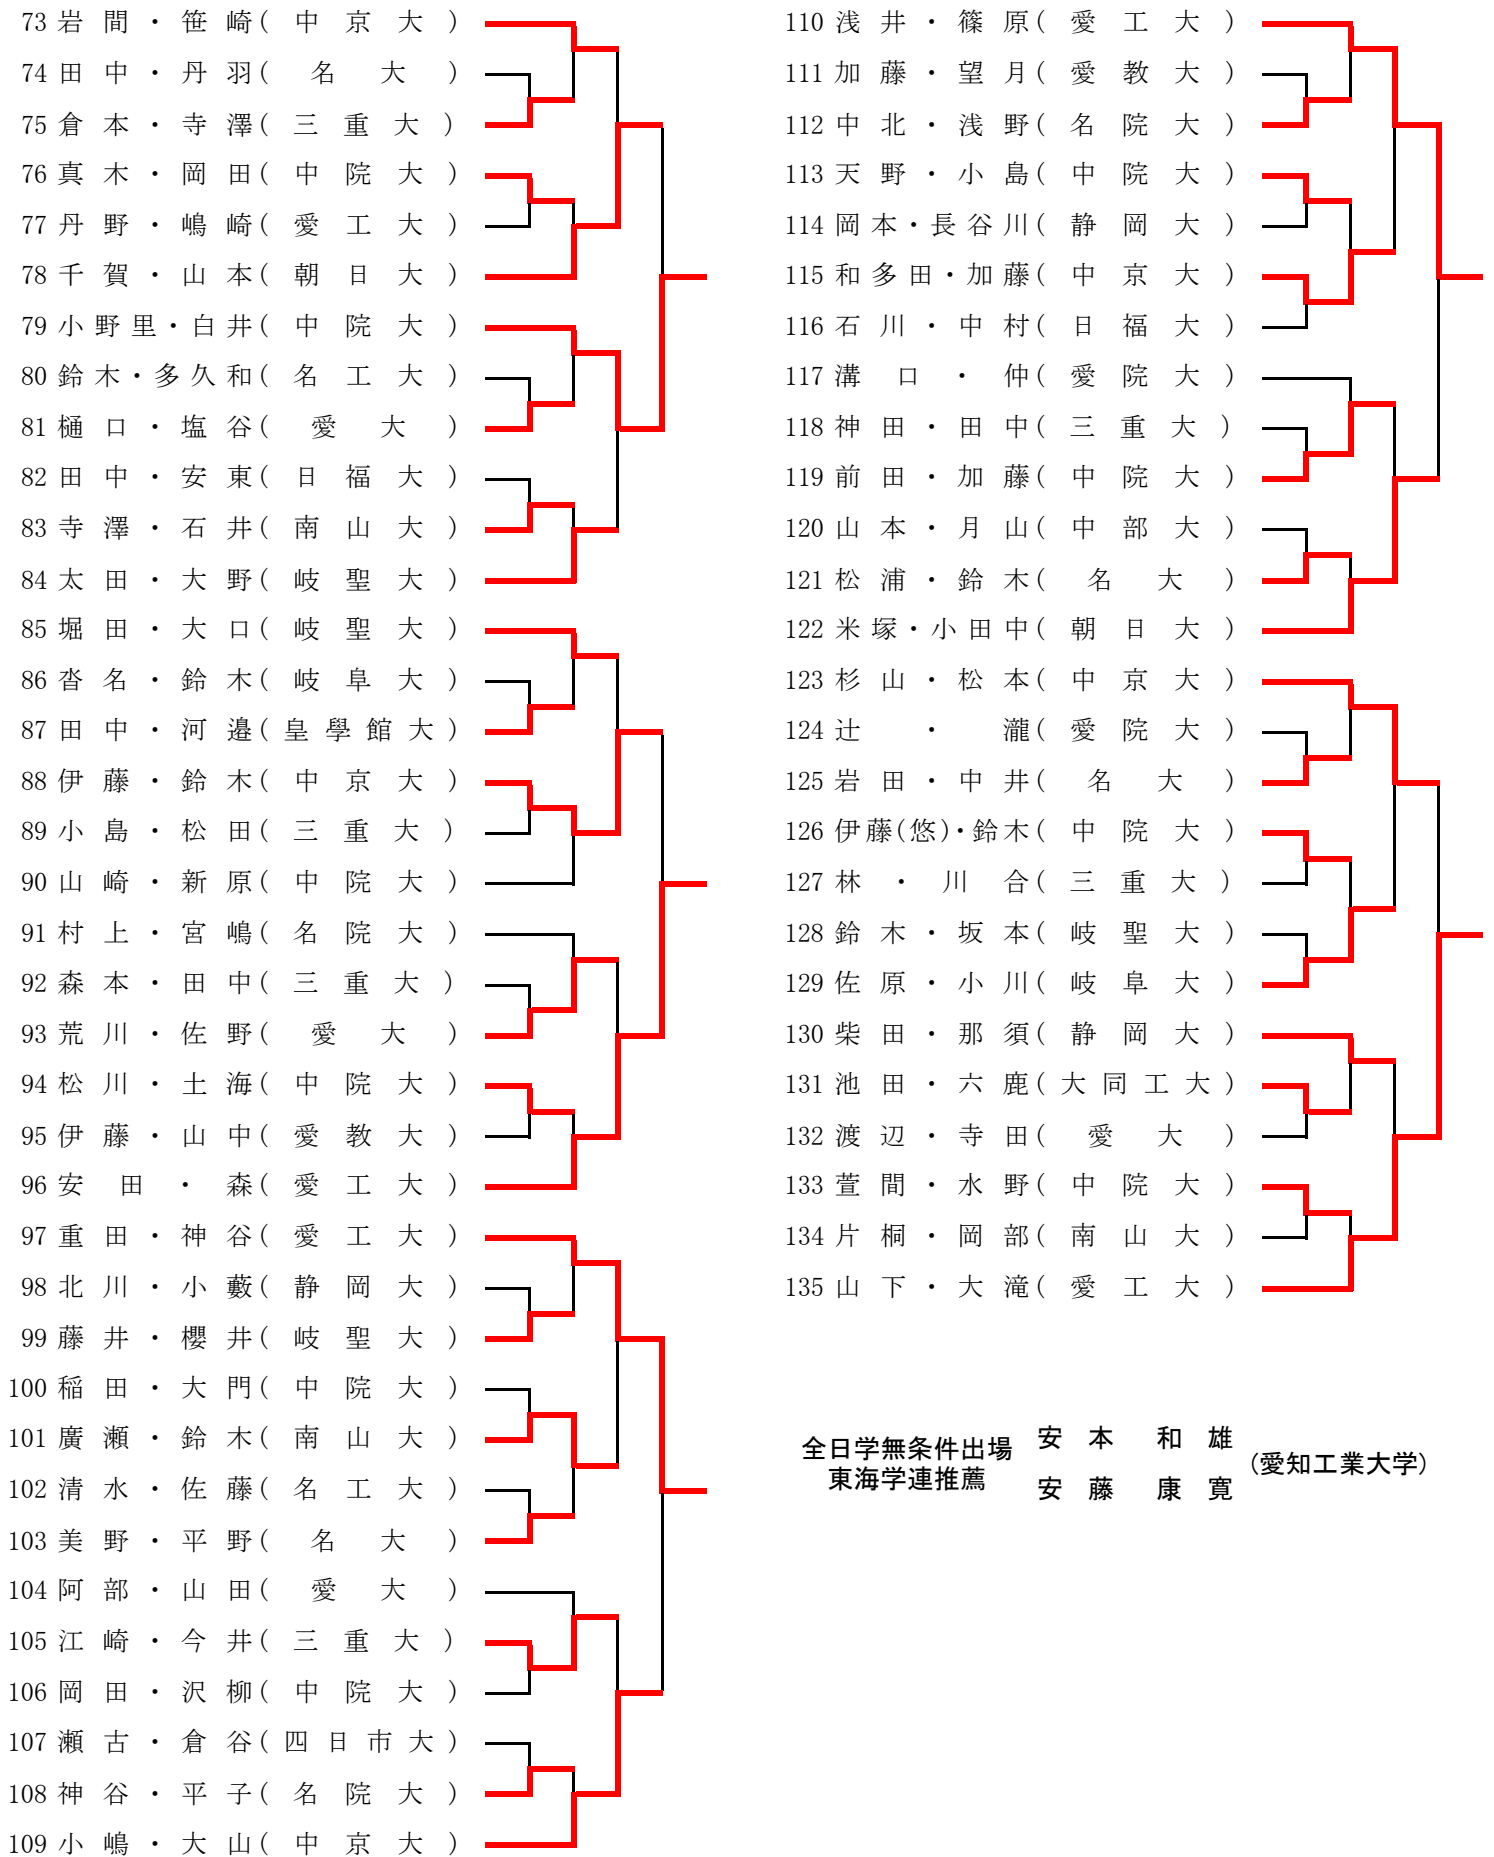 73 岩間・笹崎(中京大)
74 田中・丹羽(名大)
75 倉本・寺澤(三重大)
76 真木・岡田(中院大)
77 丹野・嶋崎(愛工大)
78 千賀・山本(朝日大)
79 小野里・白井(中院大)
80 鈴木・多久和(名工大)
81 樋口・塩谷(愛大)
82 田中・安東(日福大)
83 寺澤・石井(南山大)
84 太田・大野(岐聖大)
85 堀田・大口(岐聖大)
86 沓名・鈴木(岐阜大)
87 田中・河邉(皇學館大)
88 伊藤・鈴木(中京大)
89 小島・松田(三重大)
90 山崎・新原(中院大)
91 村上・宮嶋(名院大)
92 森本・田中(三重大)
93 荒川・佐野(愛大)
94 松川・土海(中院大)
95 伊藤・山中(愛教大)
96 安田・森(愛工大)
97 重田・神谷(愛工大)
98 北川・小藪(静岡大)
99 藤井・櫻井(岐聖大)
100 稲田・大門(中院大)
101 廣瀬・鈴木(南山大)
102 清水・佐藤(名工大)
103 美野・平野(名大)
104 阿部・山田(愛大)
105 江崎・今井(三重大)
106 岡田・沢柳(中院大)
107 瀬古・倉谷(四日市大)
108 神谷・平子(名院大)
109 小嶋・大山(中京大)
110 浅井・篠原(愛工大)
111 加藤・望月(愛教大)
112 中北・浅野(名院大)
113 天野・小島(中院大)
114 岡本・長谷川(静岡大)
115 和多田・加藤(中京大)
116 石川・中村(日福大)
117 溝口・仲(愛院大)
118 神田・田中(三重大)
119 前田・加藤(中院大)
120 山本・月山(中部大)
121 松浦・鈴木(名大)
122 米塚・小田中(朝日大)
123 杉山・松本(中京大)
124 辻・瀧(愛院大)
125 岩田・中井(名大)
126 伊藤(悠)・鈴木(中院大)
127 林・川合(三重大)
128 鈴木・坂本(岐聖大)
129 佐原・小川(岐阜大)
130 柴田・那須(静岡大)
131 池田・六鹿(大同工大)
132 渡辺・寺田(愛大)
133 萱間・水野(中院大)
134 片桐・岡部(南山大)
135 山下・大滝(愛工大)
全日学無条件出場
東海学連推薦
安本 和雄
安藤 康寛
(愛知工業大学)